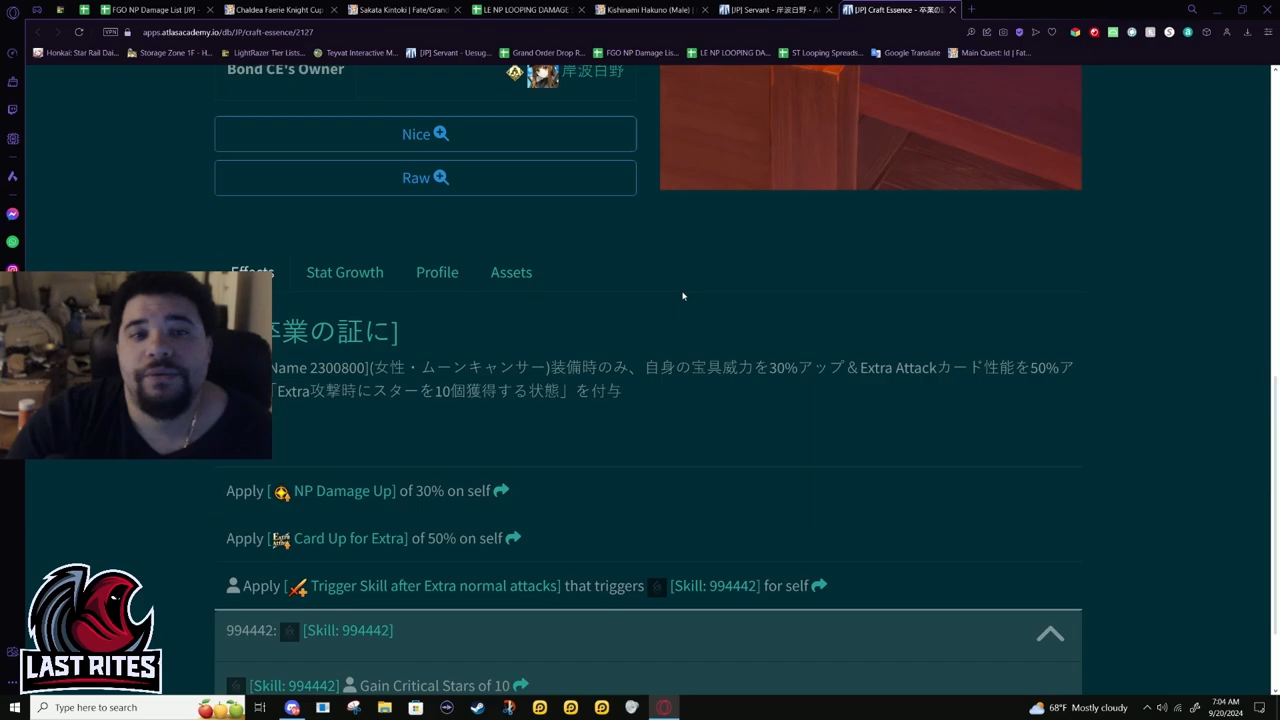 FGO NP Damage List [JP]
Chaldea Faerie Knight Cup
Sakata Kintoki | Fate/Grand
LE NP LOOPING DAMAGE
Kishinami Hakuno (Male) |
[JP] Servant - 岸波白野 - A
[JP] Craft Essence - 卒業の
VPN
apps.atlasacademy.io/db/JP/craft-essence/2127
Honkai: Star Rail Dai...
Storage Zone 1F - H...
LightRazer Tier Lists...
Teyvat Interactive M...
[JP] Servant - Uesug...
Grand Order Drop R...
FGO NP Damage Lis...
LE NP LOOPING DA...
ST Looping Spreads...
Google Translate
Main Quest: Id | Fat...
Bond CE's Owner
岸波白野
Nice
Raw
Effects
Stat Growth
Profile
Assets
業の証に]
Name 2300800](女性・ムーンキャンサー)装備時のみ、自身の宝具威力を30%アップ＆Extra Attackカード性能を50%ア
「Extra攻撃時にスターを10個獲得する状態」を付与
Apply [ NP Damage Up] of 30% on self
Apply [ Card Up for Extra] of 50% on self
Apply [ Trigger Skill after Extra normal attacks] that triggers [Skill: 994442] for self
994442: [Skill: 994442]
[Skill: 994442] Gain Critical Stars of 10
LAST RITES
Type here to search
68°F Mostly cloudy
7:04 AM
9/20/2024